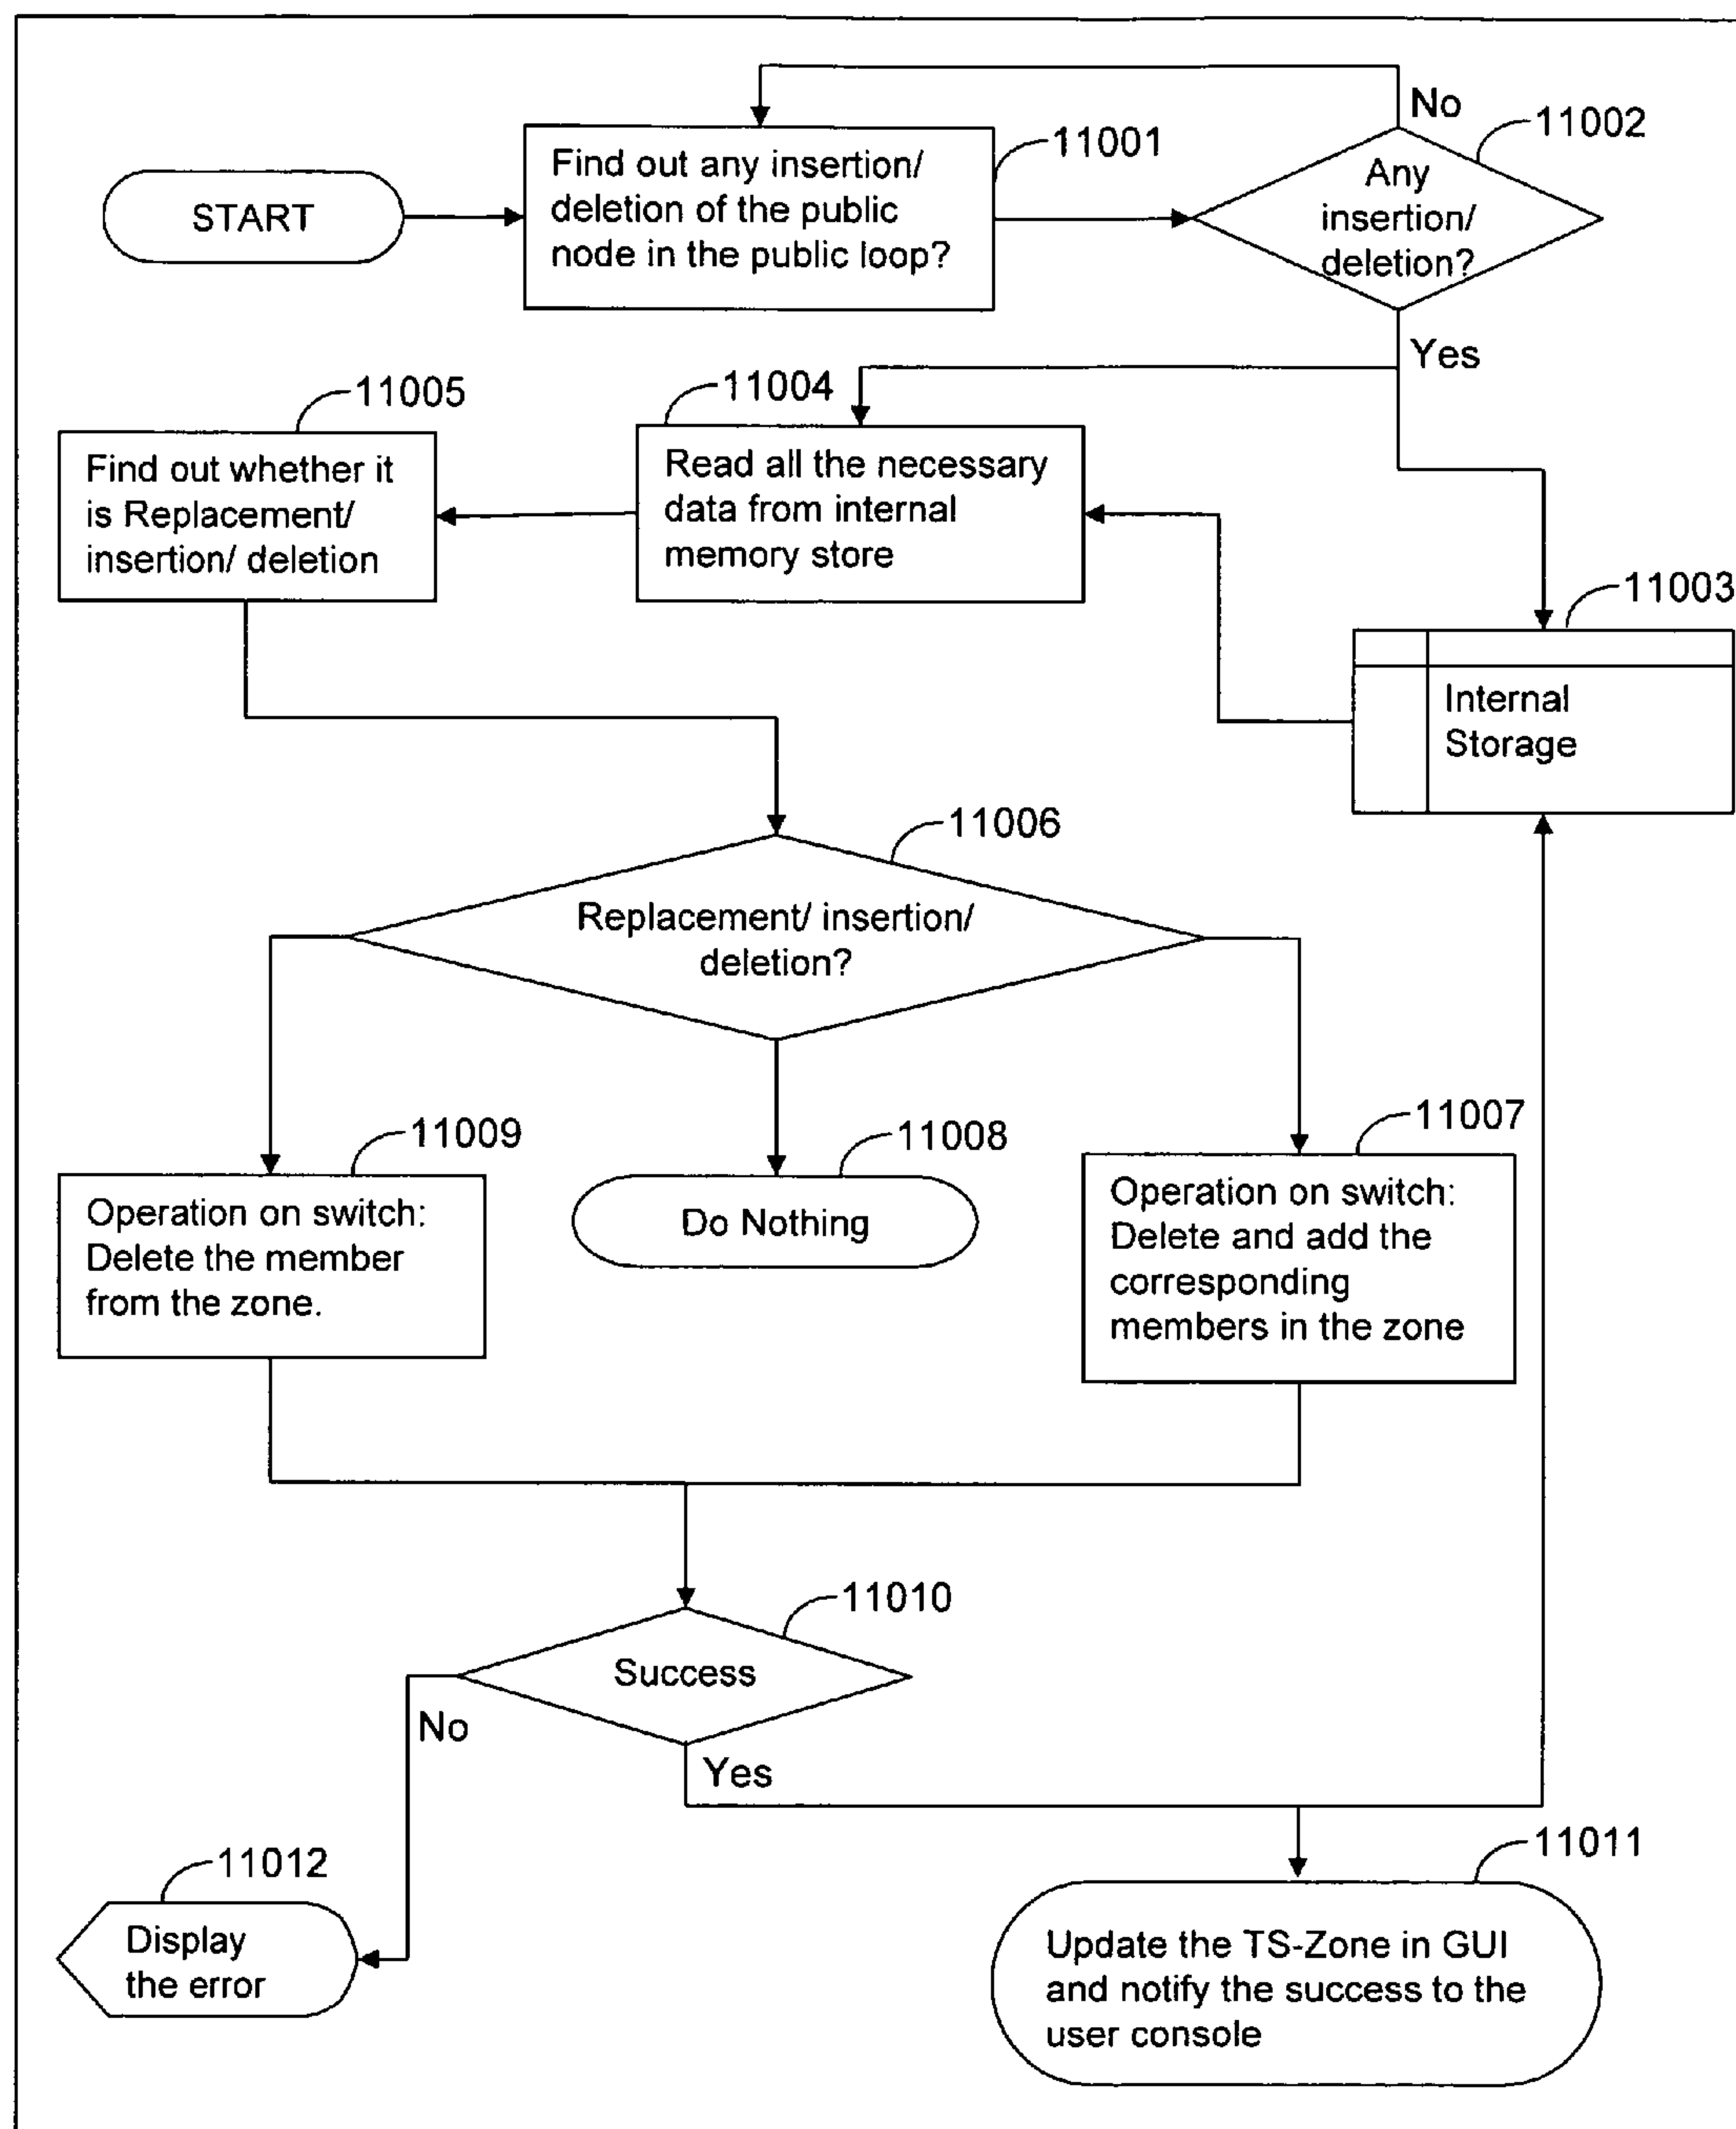 No
11002
11001
Find out any insertion/
deletion of the public
node in the public loop?
Any
insertion/
deletion?
START
Yes
11005
11004
Find out whether it
is Replacement/
insertion/ deletion
Read all the necessary
data from internal
memory store
11003
Internal
Storage
11006
Replacement/ insertion/
deletion?
11009
11008
11007
Operation on switch:
Delete the member
from the zone.
Do Nothing
Operation on switch:
Delete and add the
corresponding
members in the zone
11010
Success
No
Yes
11012
Display
the error
11011
Update the TS-Zone in GUI
and notify the success to the
user console